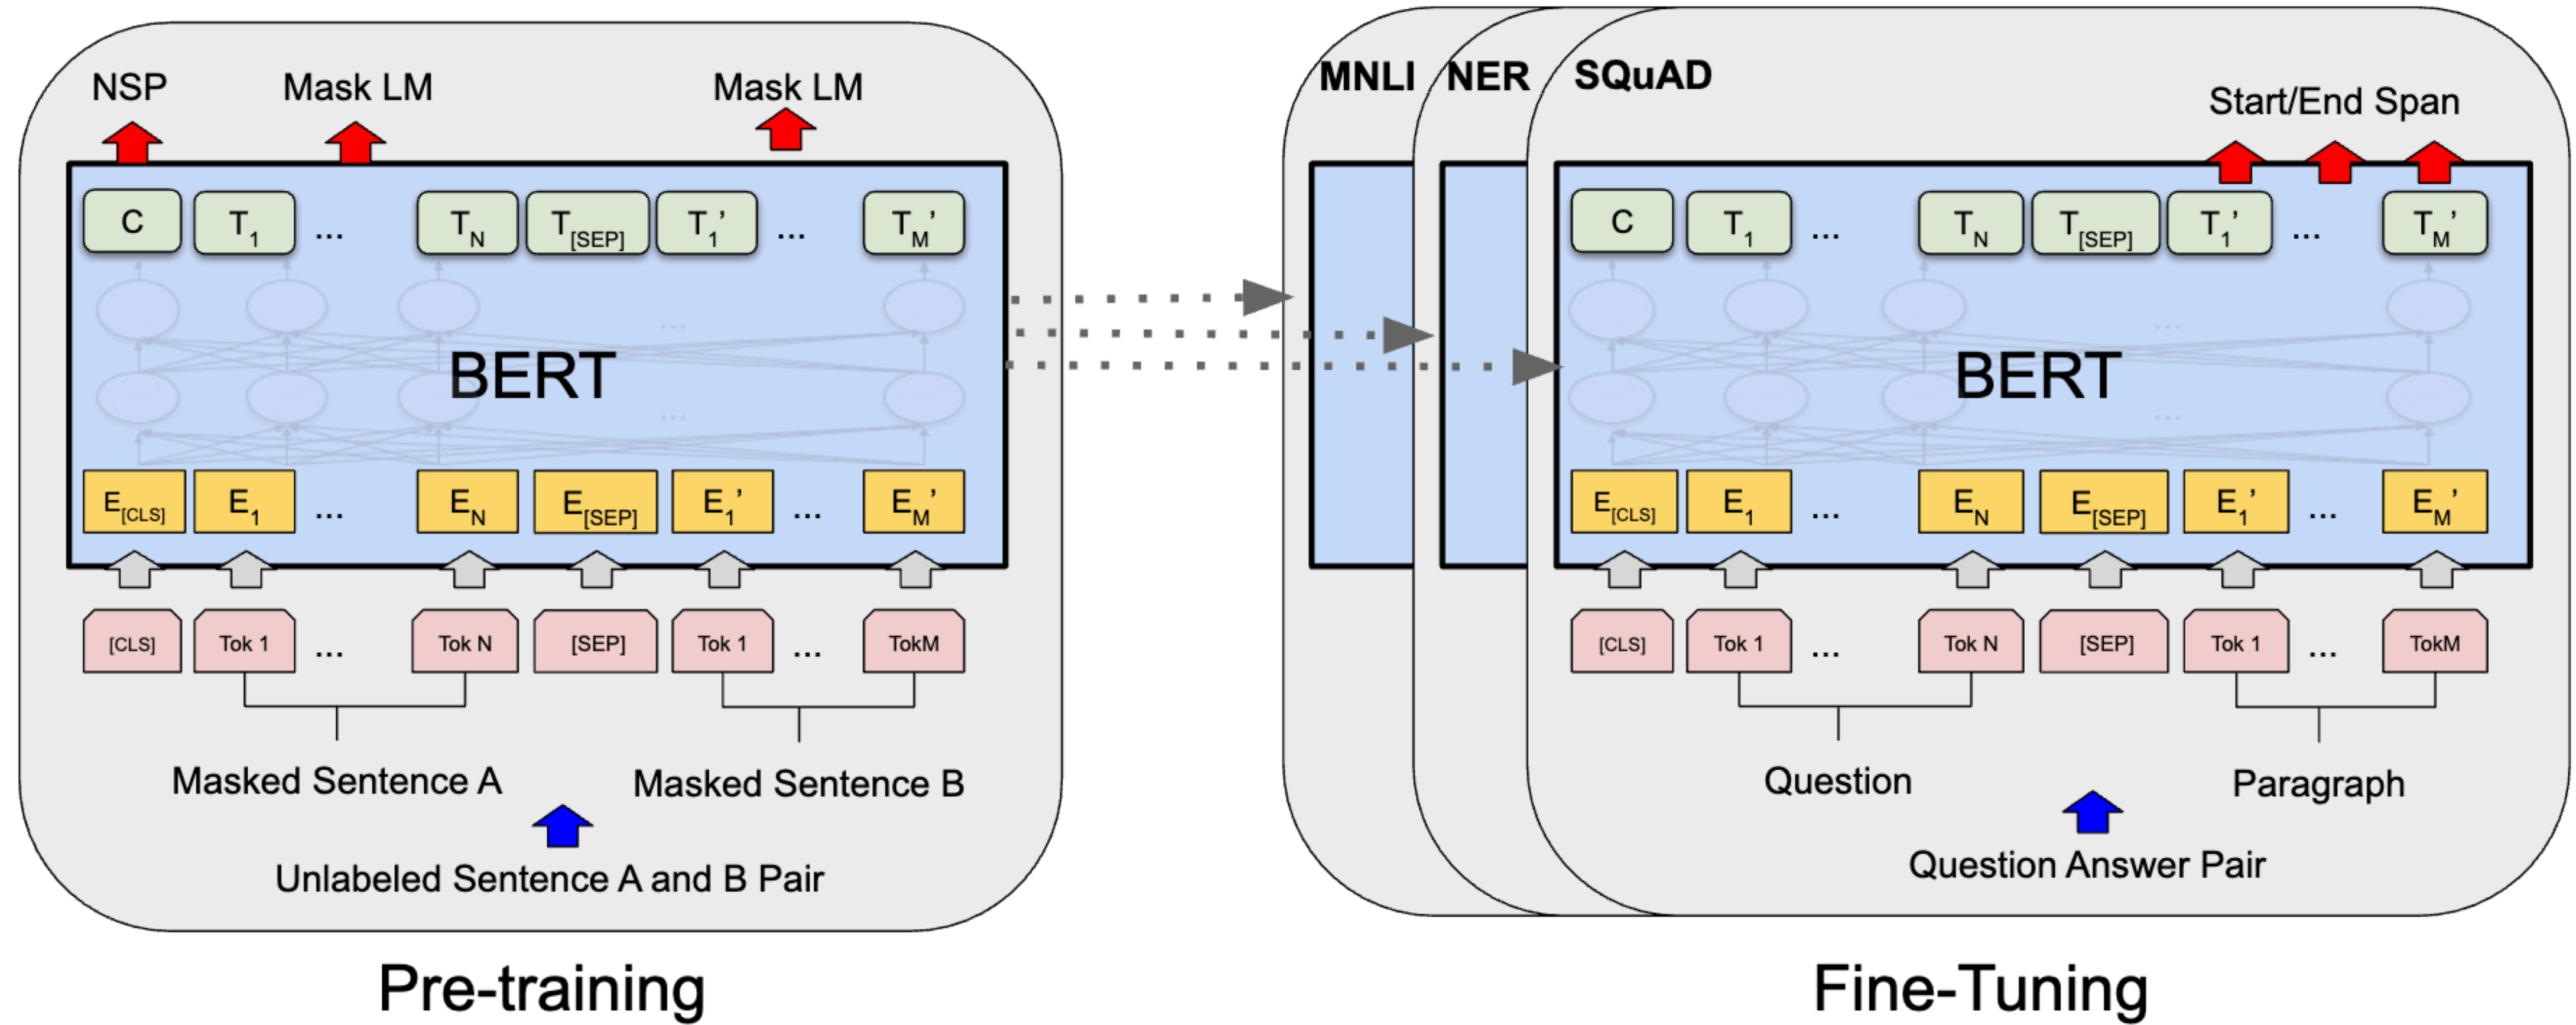 NSP Mask LM Mask LM
C T1 ... TN T[SEP] T1’ ... TM’
...
BERT
...
E[CLS] E1 ... EN E[SEP] E1’ ... EM’
[CLS] Tok 1 ... Tok N [SEP] Tok 1 ... TokM
Masked Sentence A Masked Sentence B
Unlabeled Sentence A and B Pair
Pre-training
MNLI NER SQuAD
Start/End Span
C T1 ... TN T[SEP] T1’ ... TM’
...
BERT
...
E[CLS] E1 ... EN E[SEP] E1’ ... EM’
[CLS] Tok 1 ... Tok N [SEP] Tok 1 ... TokM
Question Paragraph
Question Answer Pair
Fine-Tuning